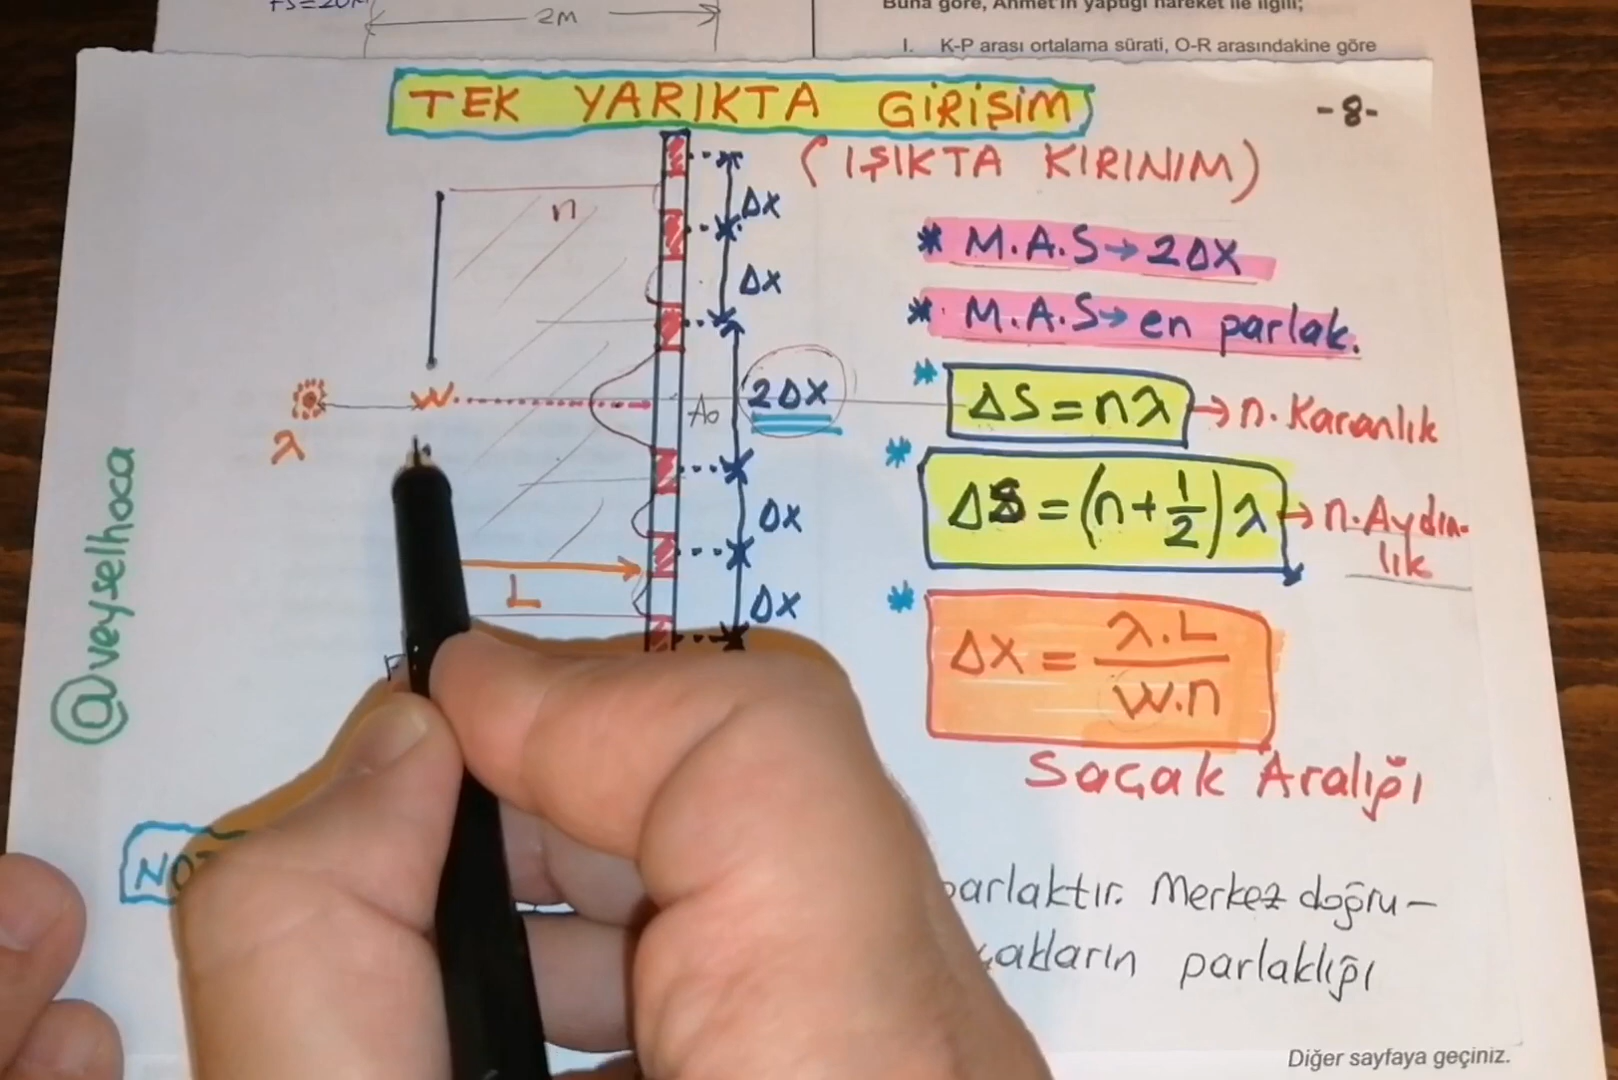 2M
Buna göre, Ahmet'in yaptığı hareket ile ilgili;
I. K-P arası ortalama sürati, O-R arasındakine göre
TEK YARIKTA GİRİŞİM
-8-
(IŞIKTA KIRINIM)
n
ΔX
ΔX
* M.A.S→2ΔX
* M.A.S→en parlak.
λ
W
A₀
2ΔX
* ΔS=nλ → n.Karanlık
* ΔS=(n+1/2)λ → n.Aydın-
lık
ΔX
L
ΔX
* ΔX = λ.L / W.n
Saçak Aralığı
@veyselhoca
parlaktır. Merkez doğru-
parlaklığı
Diğer sayfaya geçiniz.